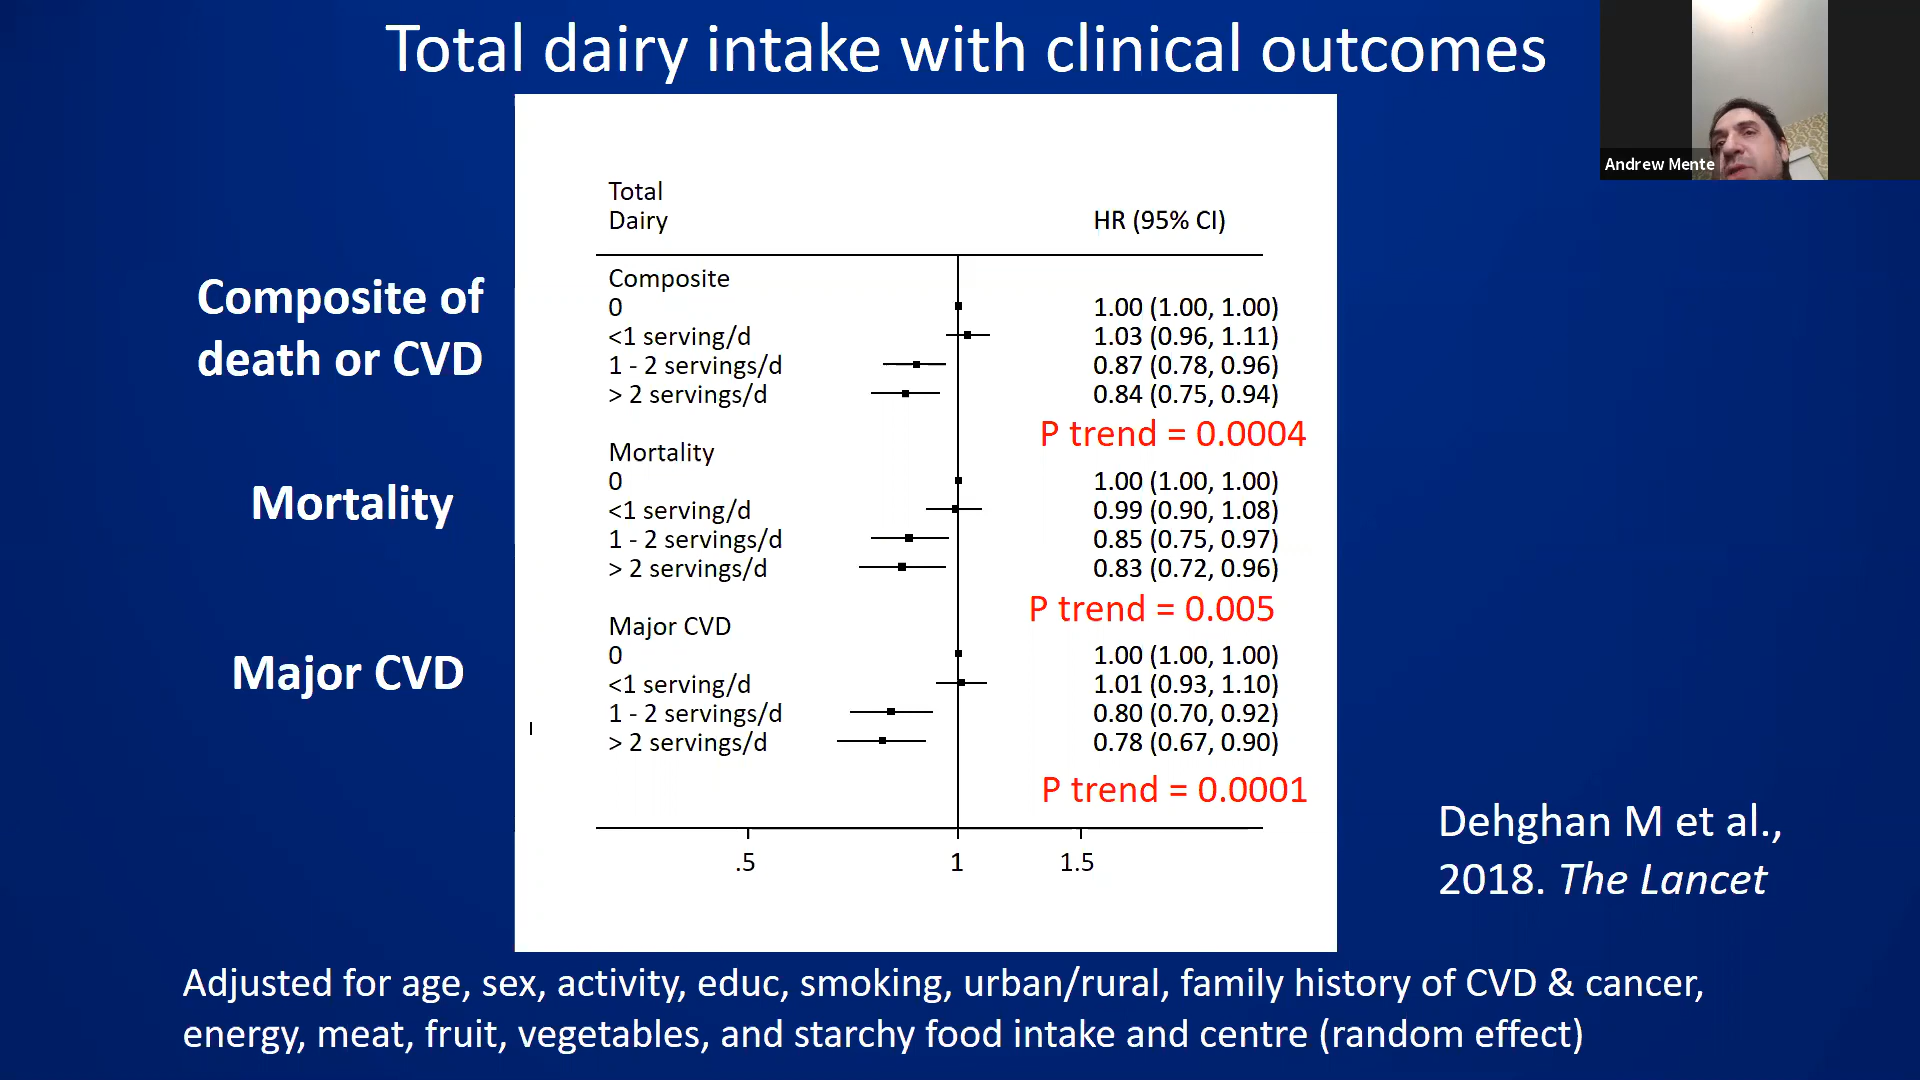 Total dairy intake with clinical outcomes
Andrew Mente
Total
Dairy
HR (95% CI)
Composite of
death or CVD
Composite
0 1.00 (1.00, 1.00)
<1 serving/d 1.03 (0.96, 1.11)
1 - 2 servings/d 0.87 (0.78, 0.96)
> 2 servings/d 0.84 (0.75, 0.94)
P trend = 0.0004
Mortality
Mortality
0 1.00 (1.00, 1.00)
<1 serving/d 0.99 (0.90, 1.08)
1 - 2 servings/d 0.85 (0.75, 0.97)
> 2 servings/d 0.83 (0.72, 0.96)
P trend = 0.005
Major CVD
Major CVD
0 1.00 (1.00, 1.00)
<1 serving/d 1.01 (0.93, 1.10)
1 - 2 servings/d 0.80 (0.70, 0.92)
> 2 servings/d 0.78 (0.67, 0.90)
P trend = 0.0001
.5 1 1.5
Dehghan M et al.,
2018. The Lancet
Adjusted for age, sex, activity, educ, smoking, urban/rural, family history of CVD & cancer,
energy, meat, fruit, vegetables, and starchy food intake and centre (random effect)